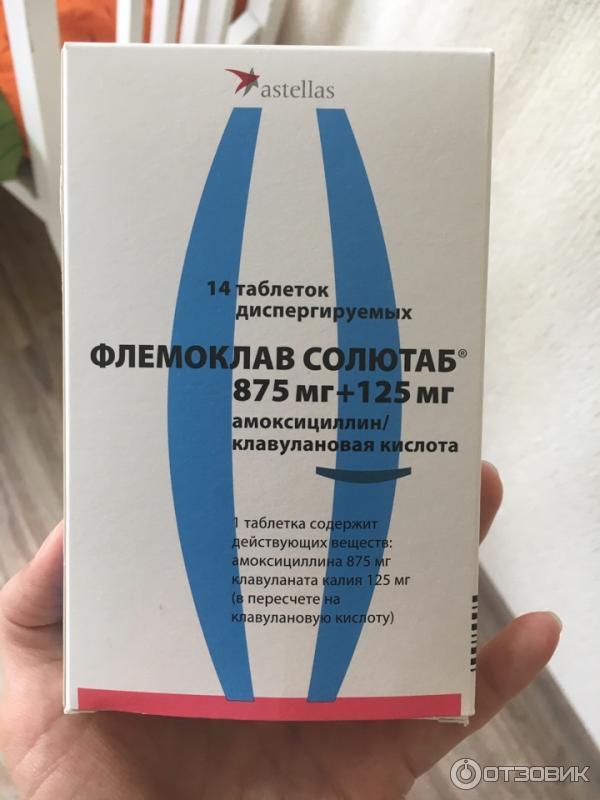 astellas
14 таблеток
диспергируемых
ФЛЕМОКЛАВ СОЛЮТАБ®
875 мг+125 мг
амоксициллин/
клавулановая кислота
1 таблетка содержит
действующих веществ:
амоксициллина 875 мг
клавуланата калия 125 мг
(в пересчете на
клавулановую кислоту)
ОТЗОВИК